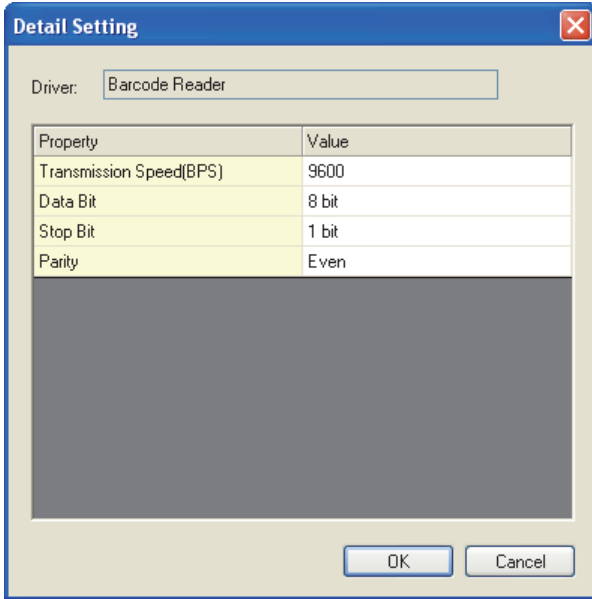 Detail Setting
Driver: Barcode Reader
Property Value
Transmission Speed(BPS) 9600
Data Bit 8 bit
Stop Bit 1 bit
Parity Even
OK Cancel